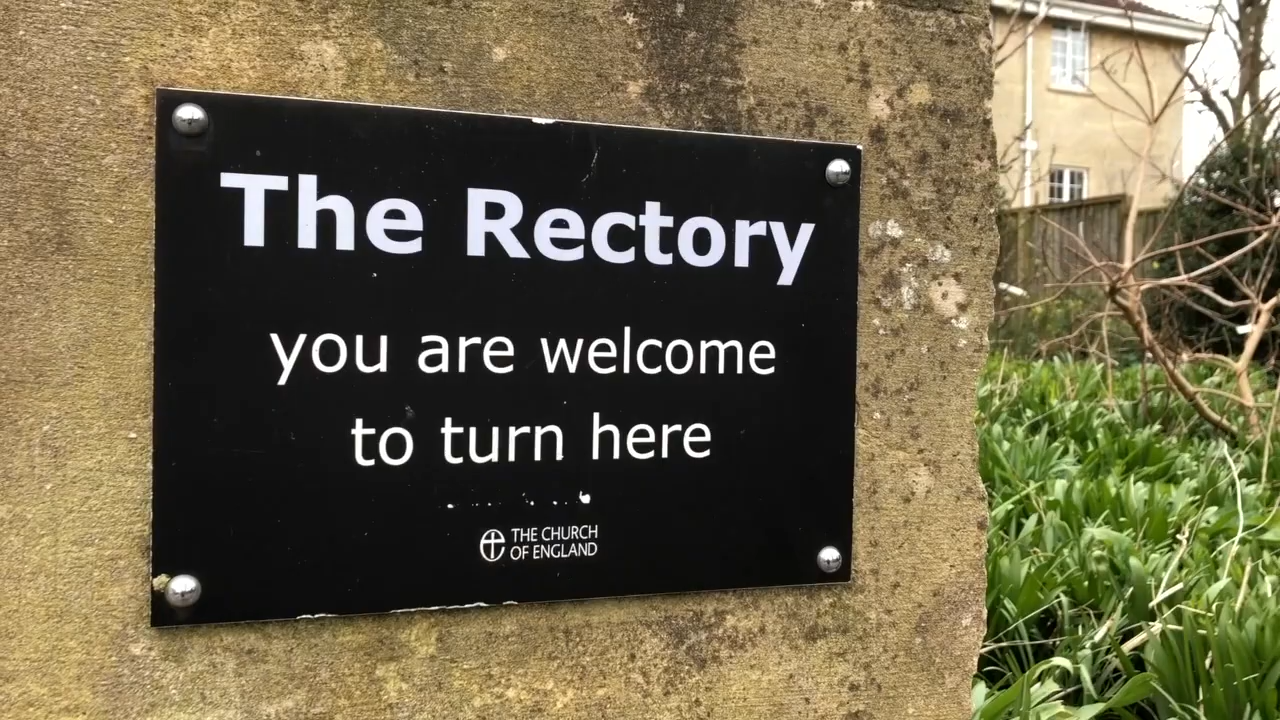 The Rectory
you are welcome
to turn here
THE CHURCH
OF ENGLAND